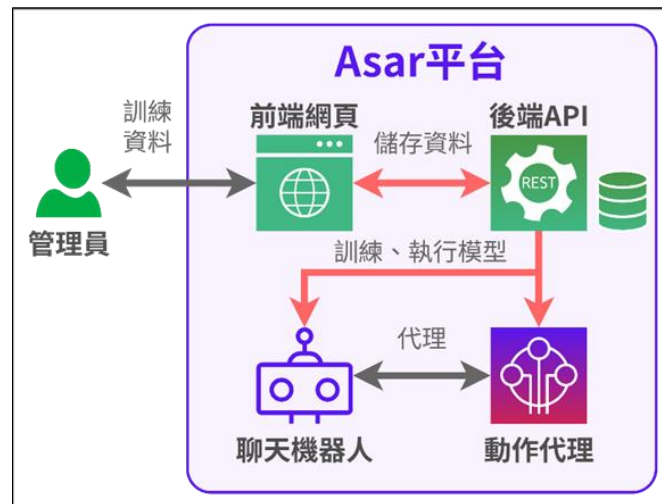 Asar平台
訓練
資料
前端網頁
儲存資料
後端API
REST
管理員
訓練、執行模型
代理
聊天機器人
動作代理